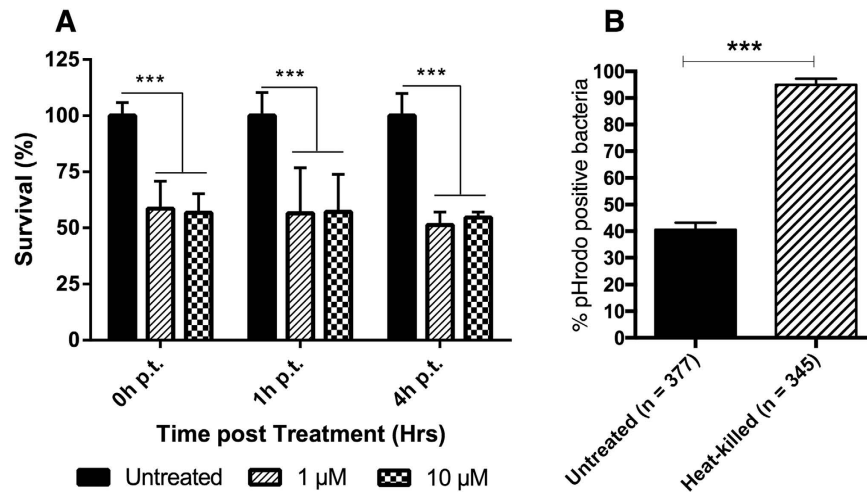 A
Survival (%)
125
100
75
50
25
0
***
***
***
0h p.t.
1h p.t.
4h p.t.
Time post Treatment (Hrs)
Untreated
1 µM
10 µM
B
% pHrodo positive bacteria
100
90
80
70
60
50
40
30
20
10
0
***
Untreated (n = 377)
Heat-killed (n = 345)